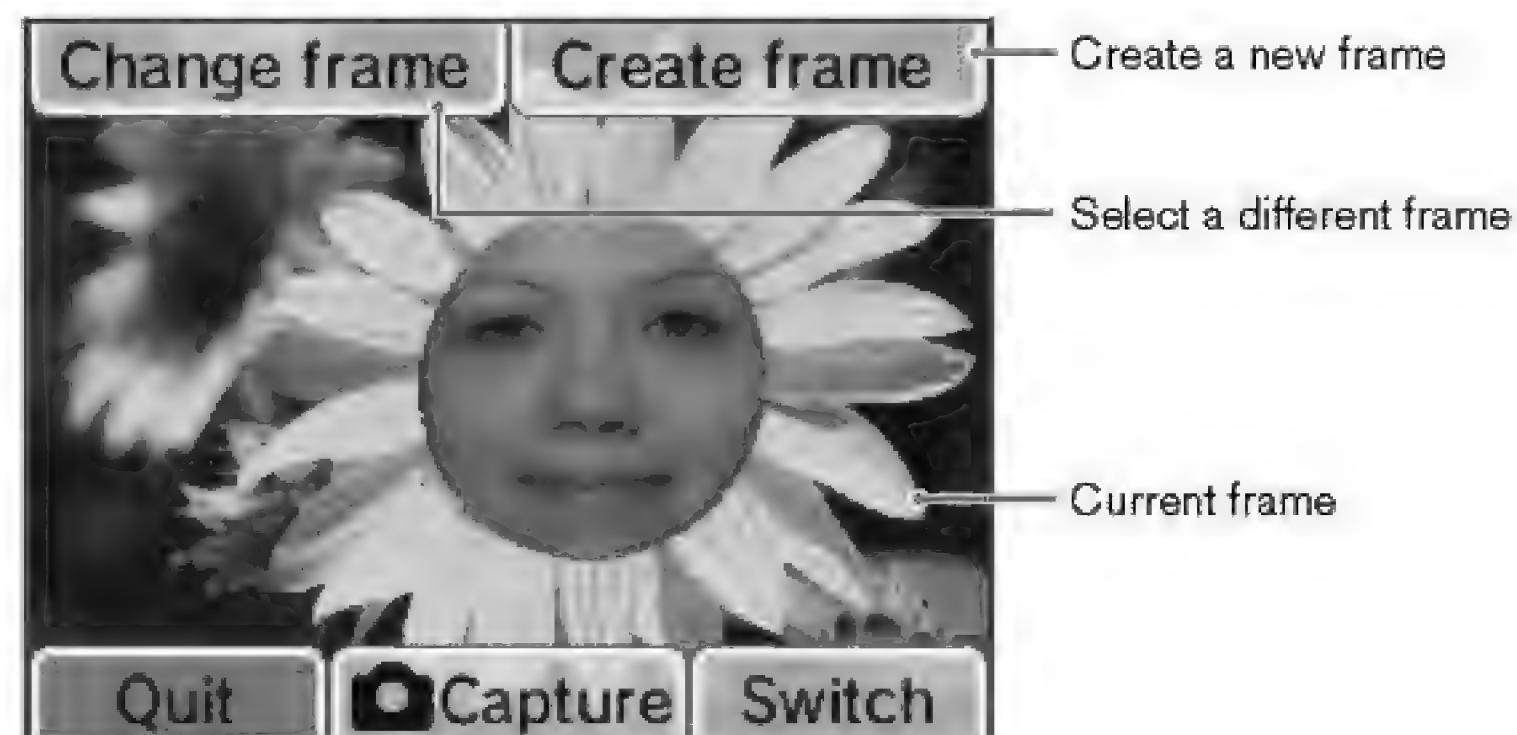 Change frame
Create frame
Create a new frame
Select a different frame
Current frame
Quit
Capture
Switch